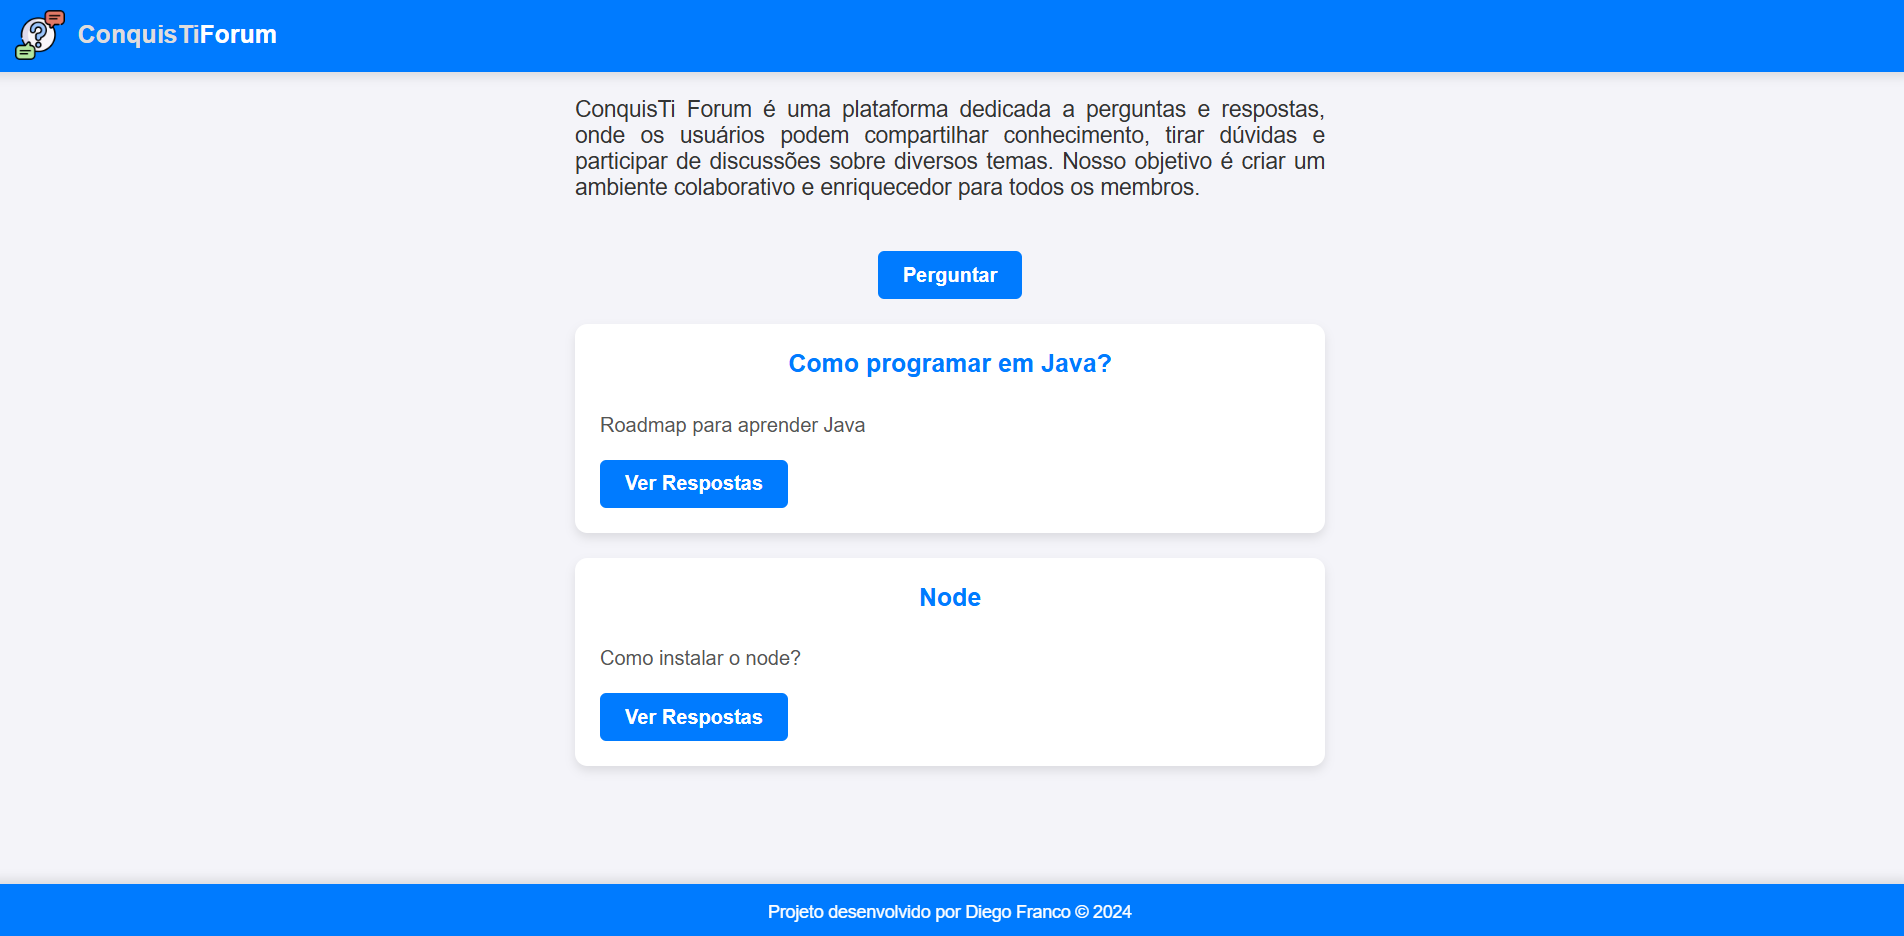 ConquisTiForum
ConquisTi Forum é uma plataforma dedicada a perguntas e respostas,
onde os usuários podem compartilhar conhecimento, tirar dúvidas e
participar de discussões sobre diversos temas. Nosso objetivo é criar um
ambiente colaborativo e enriquecedor para todos os membros.
Perguntar
Como programar em Java?
Roadmap para aprender Java
Ver Respostas
Node
Como instalar o node?
Ver Respostas
Projeto desenvolvido por Diego Franco © 2024